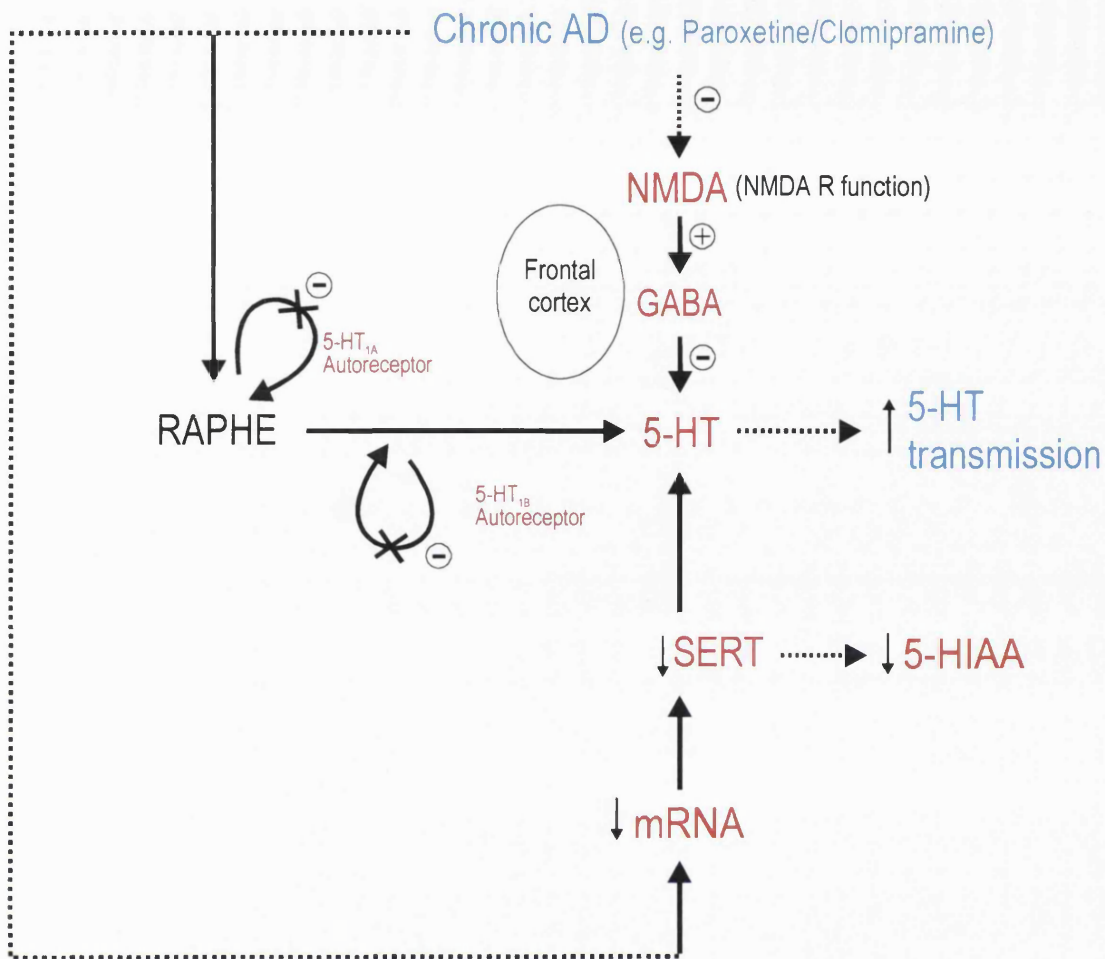 Chronic AD (e.g. Paroxetine/Clomipramine)
⊖
NMDA (NMDA R function)
⊕
Frontal
cortex
GABA
⊖
⊖
5-HT1A
Autoreceptor
RAPHE
5-HT
↑ 5-HT
transmission
5-HT1B
Autoreceptor
⊖
↓ SERT
↓ 5-HIAA
↓ mRNA